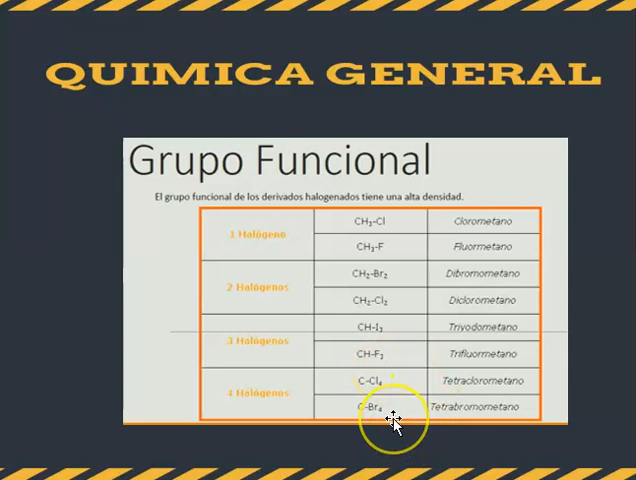 QUIMICA GENERAL
Grupo Funcional
El grupo funcional de los derivados halogenados tiene una alta densidad.
1 Halógeno
CH₃-Cl Clorometano
CH₃-F Fluormetano
2 Halógenos
CH₂-Br₂ Dibromometano
CH₂-Cl₂ Diclorometano
3 Halógenos
CH-I₃ Triyodometano
CH-F₃ Trifluormetano
4 Halógenos
C-Cl₄ Tetraclorometano
C-Br₄ Tetrabromometano